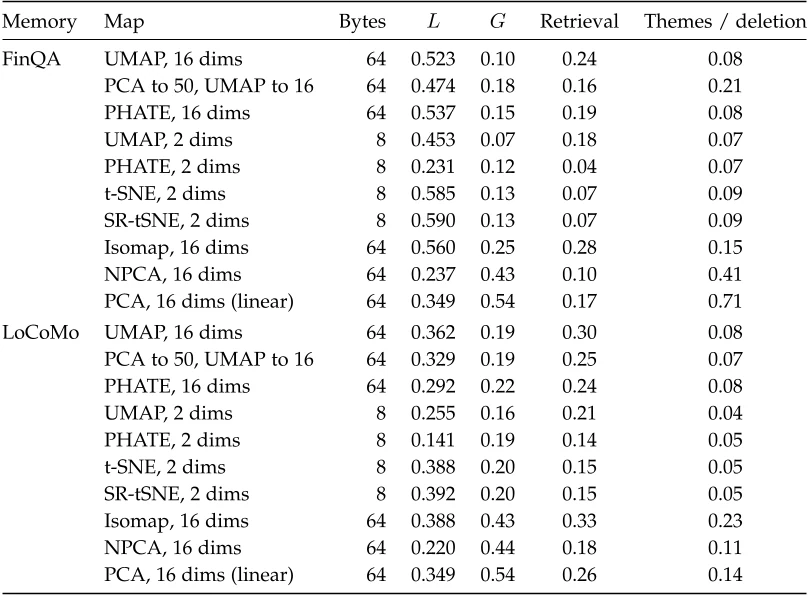 Memory Map Bytes L G Retrieval Themes / deletion
FinQA UMAP, 16 dims 64 0.523 0.10 0.24 0.08
PCA to 50, UMAP to 16 64 0.474 0.18 0.16 0.21
PHATE, 16 dims 64 0.537 0.15 0.19 0.08
UMAP, 2 dims 8 0.453 0.07 0.18 0.07
PHATE, 2 dims 8 0.231 0.12 0.04 0.07
t-SNE, 2 dims 8 0.585 0.13 0.07 0.09
SR-tSNE, 2 dims 8 0.590 0.13 0.07 0.09
Isomap, 16 dims 64 0.560 0.25 0.28 0.15
NPCA, 16 dims 64 0.237 0.43 0.10 0.41
PCA, 16 dims (linear) 64 0.349 0.54 0.17 0.71
LoCoMo UMAP, 16 dims 64 0.362 0.19 0.30 0.08
PCA to 50, UMAP to 16 64 0.329 0.19 0.25 0.07
PHATE, 16 dims 64 0.292 0.22 0.24 0.08
UMAP, 2 dims 8 0.255 0.16 0.21 0.04
PHATE, 2 dims 8 0.141 0.19 0.14 0.05
t-SNE, 2 dims 8 0.388 0.20 0.15 0.05
SR-tSNE, 2 dims 8 0.392 0.20 0.15 0.05
Isomap, 16 dims 64 0.388 0.43 0.33 0.23
NPCA, 16 dims 64 0.220 0.44 0.18 0.11
PCA, 16 dims (linear) 64 0.349 0.54 0.26 0.14